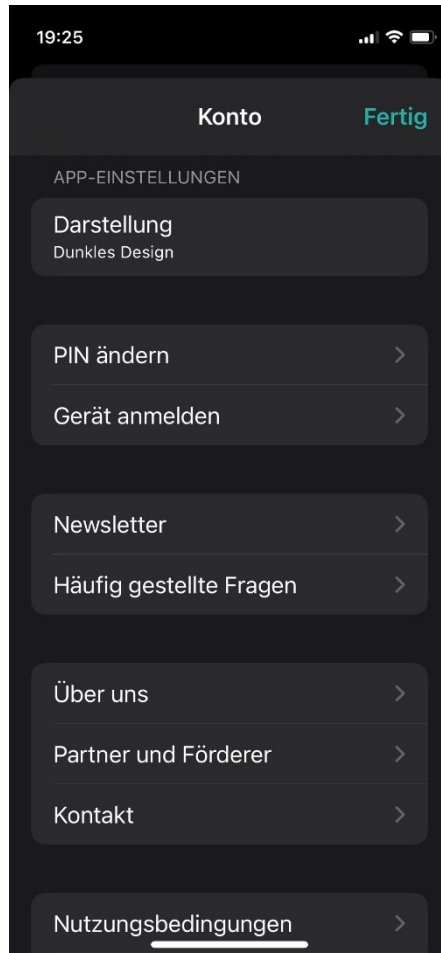 19:25
Konto
Fertig
APP-EINSTELLUNGEN
Darstellung
Dunkles Design
PIN ändern
Gerät anmelden
Newsletter
Häufig gestellte Fragen
Über uns
Partner und Förderer
Kontakt
Nutzungsbedingungen